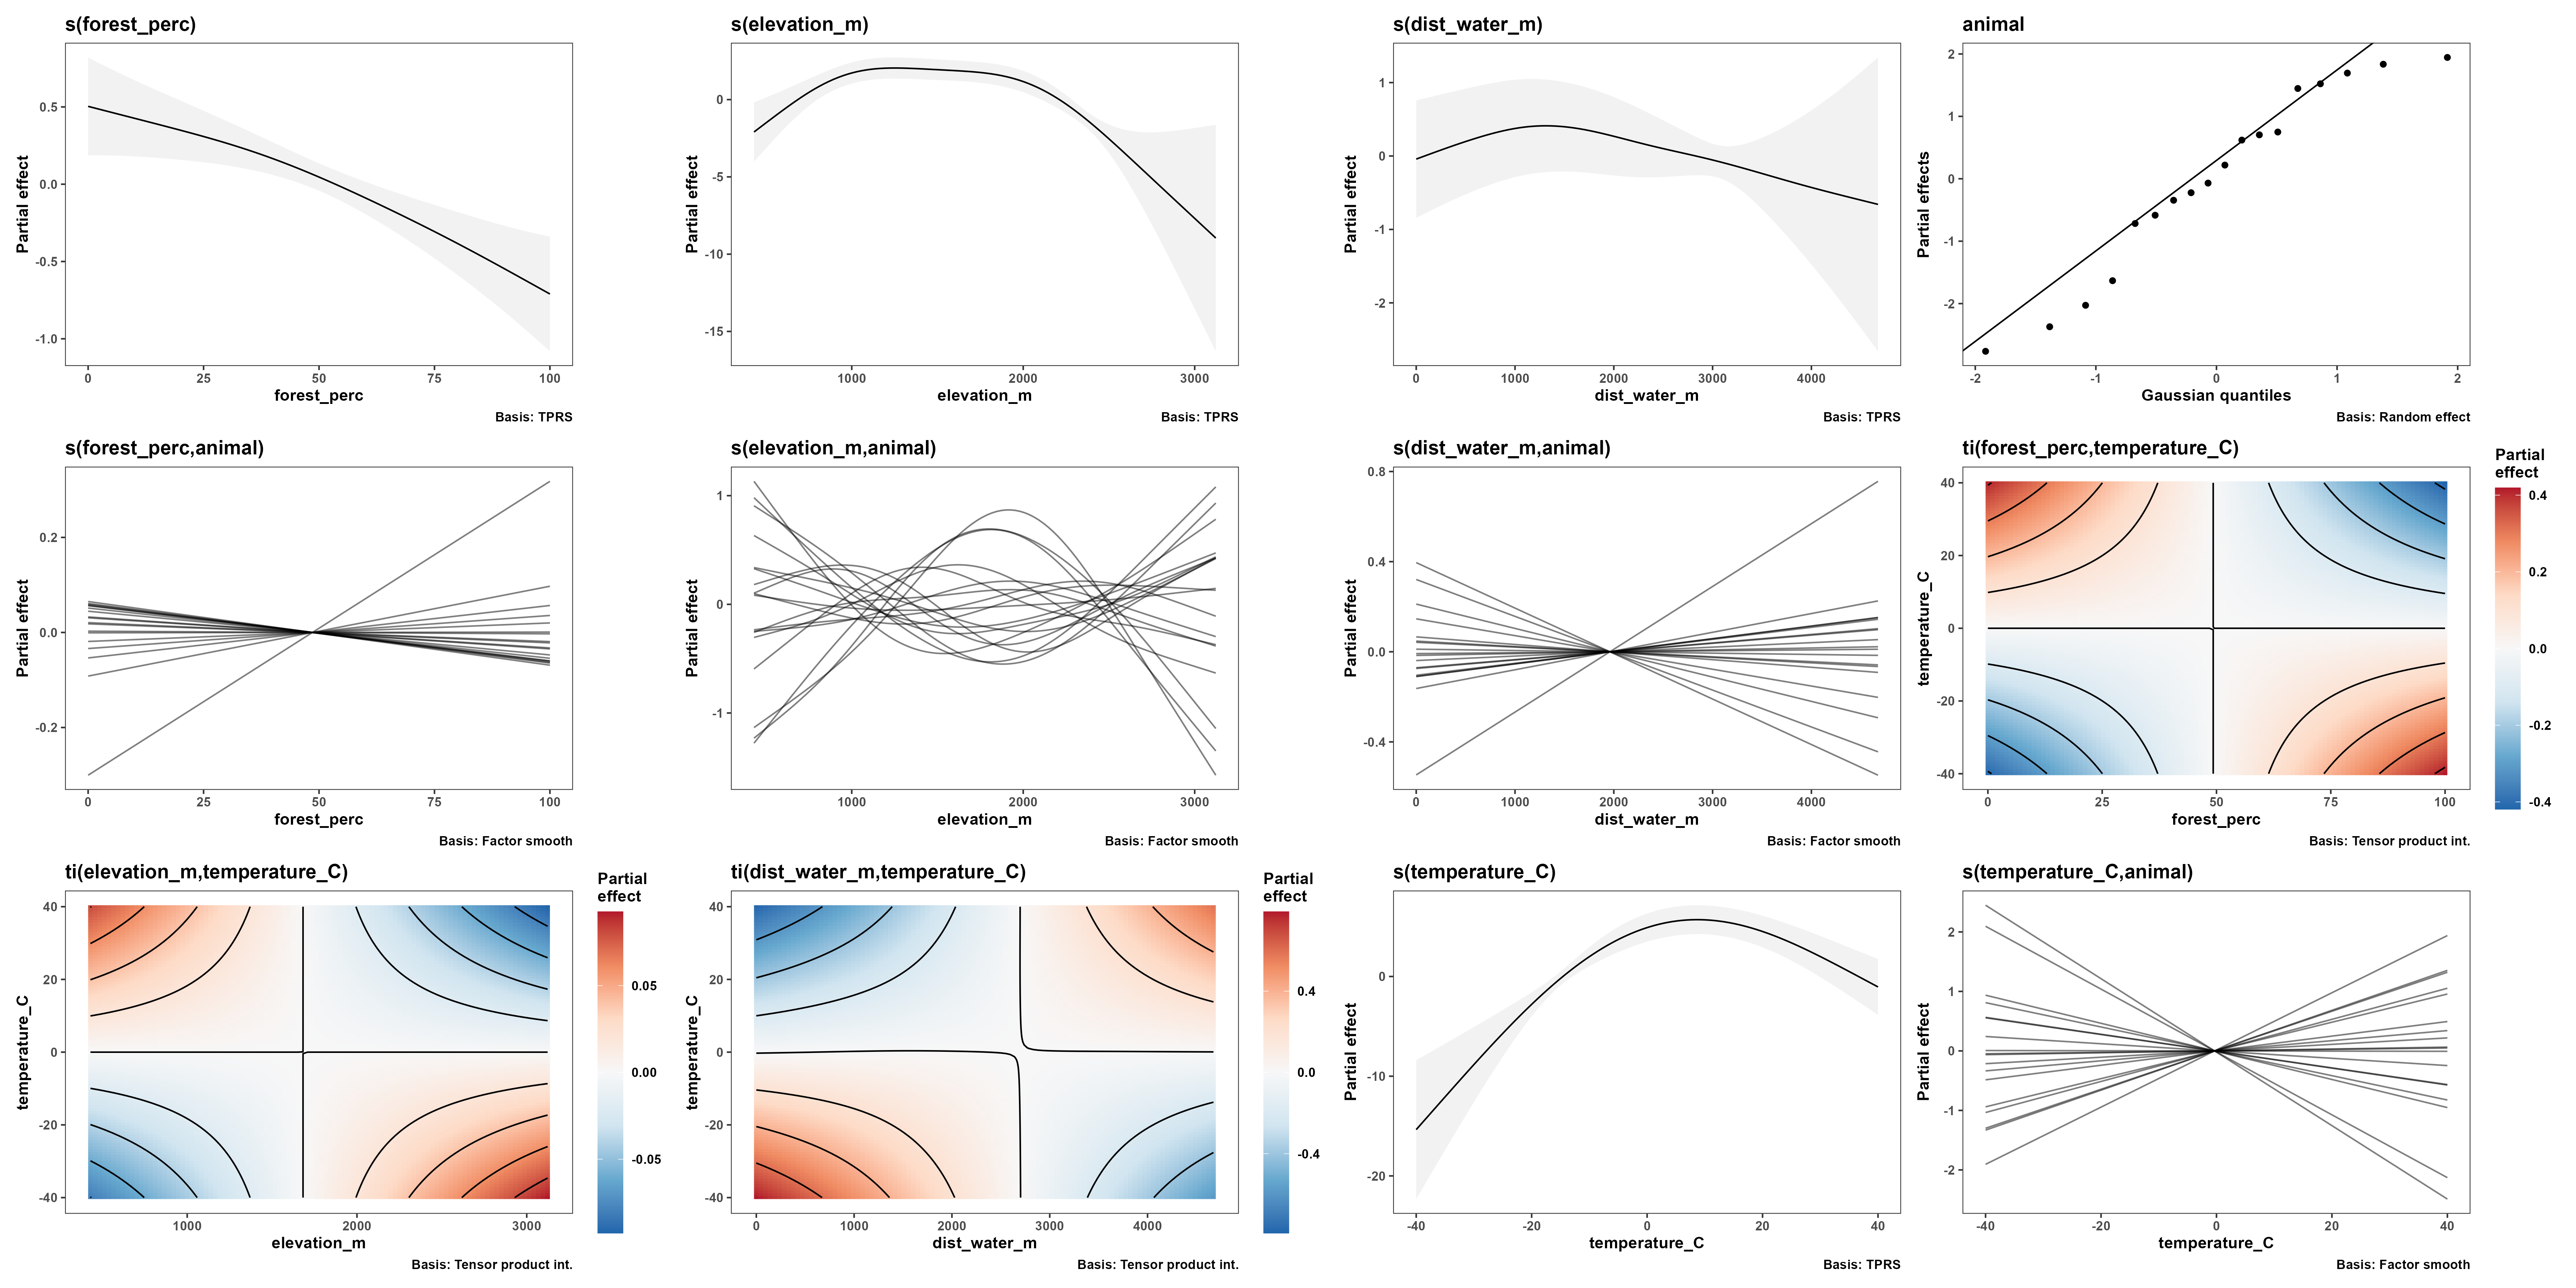 s(forest_perc)
Partial effect
0.5
0.0
-0.5
-1.0
0
25
50
75
100
forest_perc
Basis: TPRS
s(elevation_m)
Partial effect
0
-5
-10
-15
1000
2000
3000
elevation_m
Basis: TPRS
s(dist_water_m)
Partial effect
1
0
-1
-2
0
1000
2000
3000
4000
dist_water_m
Basis: TPRS
animal
Partial effects
2
1
0
-1
-2
-2
-1
0
1
2
Gaussian quantiles
Basis: Random effect
s(forest_perc,animal)
Partial effect
0.2
0.0
-0.2
0
25
50
75
100
forest_perc
Basis: Factor smooth
s(elevation_m,animal)
Partial effect
1
0
-1
1000
2000
3000
elevation_m
Basis: Factor smooth
s(dist_water_m,animal)
Partial effect
0.8
0.4
0.0
-0.4
0
1000
2000
3000
4000
dist_water_m
Basis: Factor smooth
ti(forest_perc,temperature_C)
temperature_C
40
20
0
-20
-40
0
25
50
75
100
forest_perc
Basis: Tensor product int.
Partial
effect
0.4
0.2
0.0
-0.2
-0.4
ti(elevation_m,temperature_C)
temperature_C
40
20
0
-20
-40
1000
2000
3000
elevation_m
Basis: Tensor product int.
Partial
effect
0.05
0.00
-0.05
ti(dist_water_m,temperature_C)
temperature_C
40
20
0
-20
-40
0
1000
2000
3000
4000
dist_water_m
Basis: Tensor product int.
Partial
effect
0.4
0.0
-0.4
s(temperature_C)
Partial effect
0
-10
-20
-40
-20
0
20
40
temperature_C
Basis: TPRS
s(temperature_C,animal)
Partial effect
2
1
0
-1
-2
-40
-20
0
20
40
temperature_C
Basis: Factor smooth